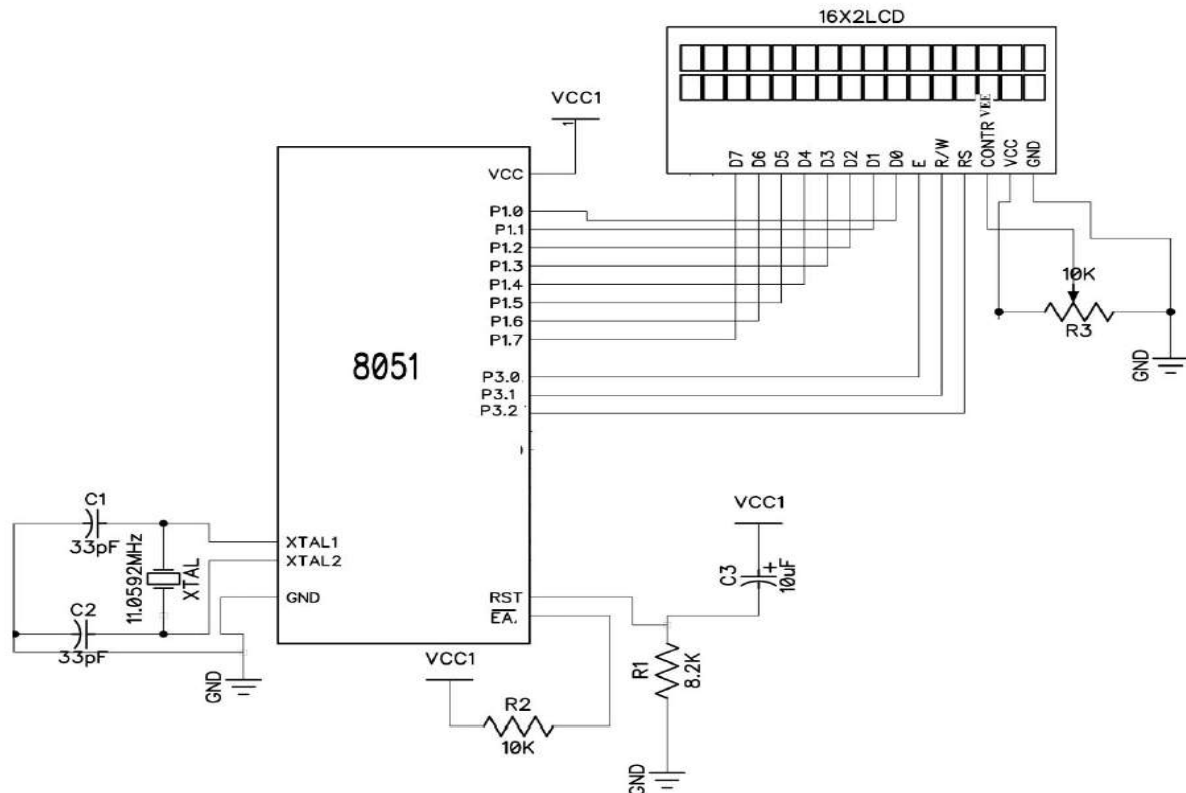 16X2LCD
D7 D6 D5 D4 D3 D2 D1 D0 E R/W RS CONTR VEE VCC GND
VCC1
1
VCC
P1.0
P1.1
P1.2
P1.3
P1.4
P1.5
P1.6
P1.7
P3.0
P3.1
P3.2
8051
10K
R3
GND
C1
33pF
11.0592MHz
XTAL
C2
33pF
GND
XTAL1
XTAL2
GND
RST
EA.
VCC1
C3
+
10uF
R1
8.2K
GND
VCC1
R2
10K